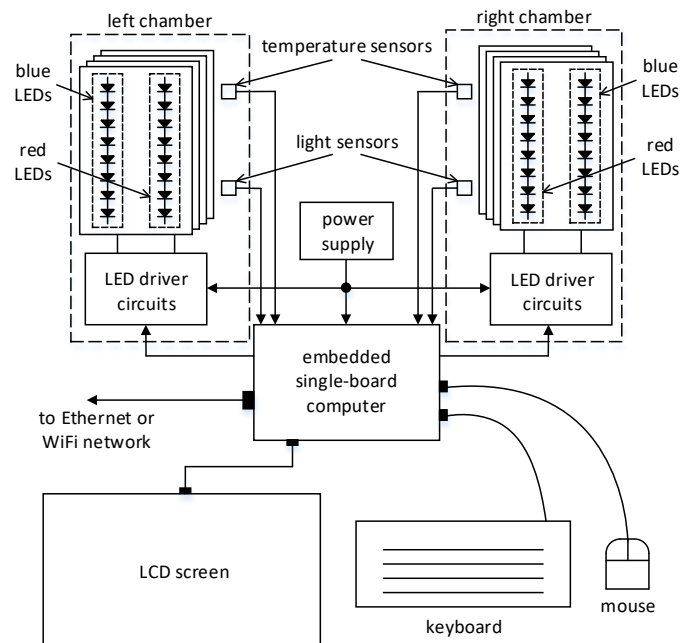 left chamber
right chamber
temperature sensors
blue
LEDs
blue
LEDs
red
LEDs
light sensors
red
LEDs
power
supply
LED driver
circuits
LED driver
circuits
embedded
single-board
computer
to Ethernet or
WiFi network
LCD screen
keyboard
mouse